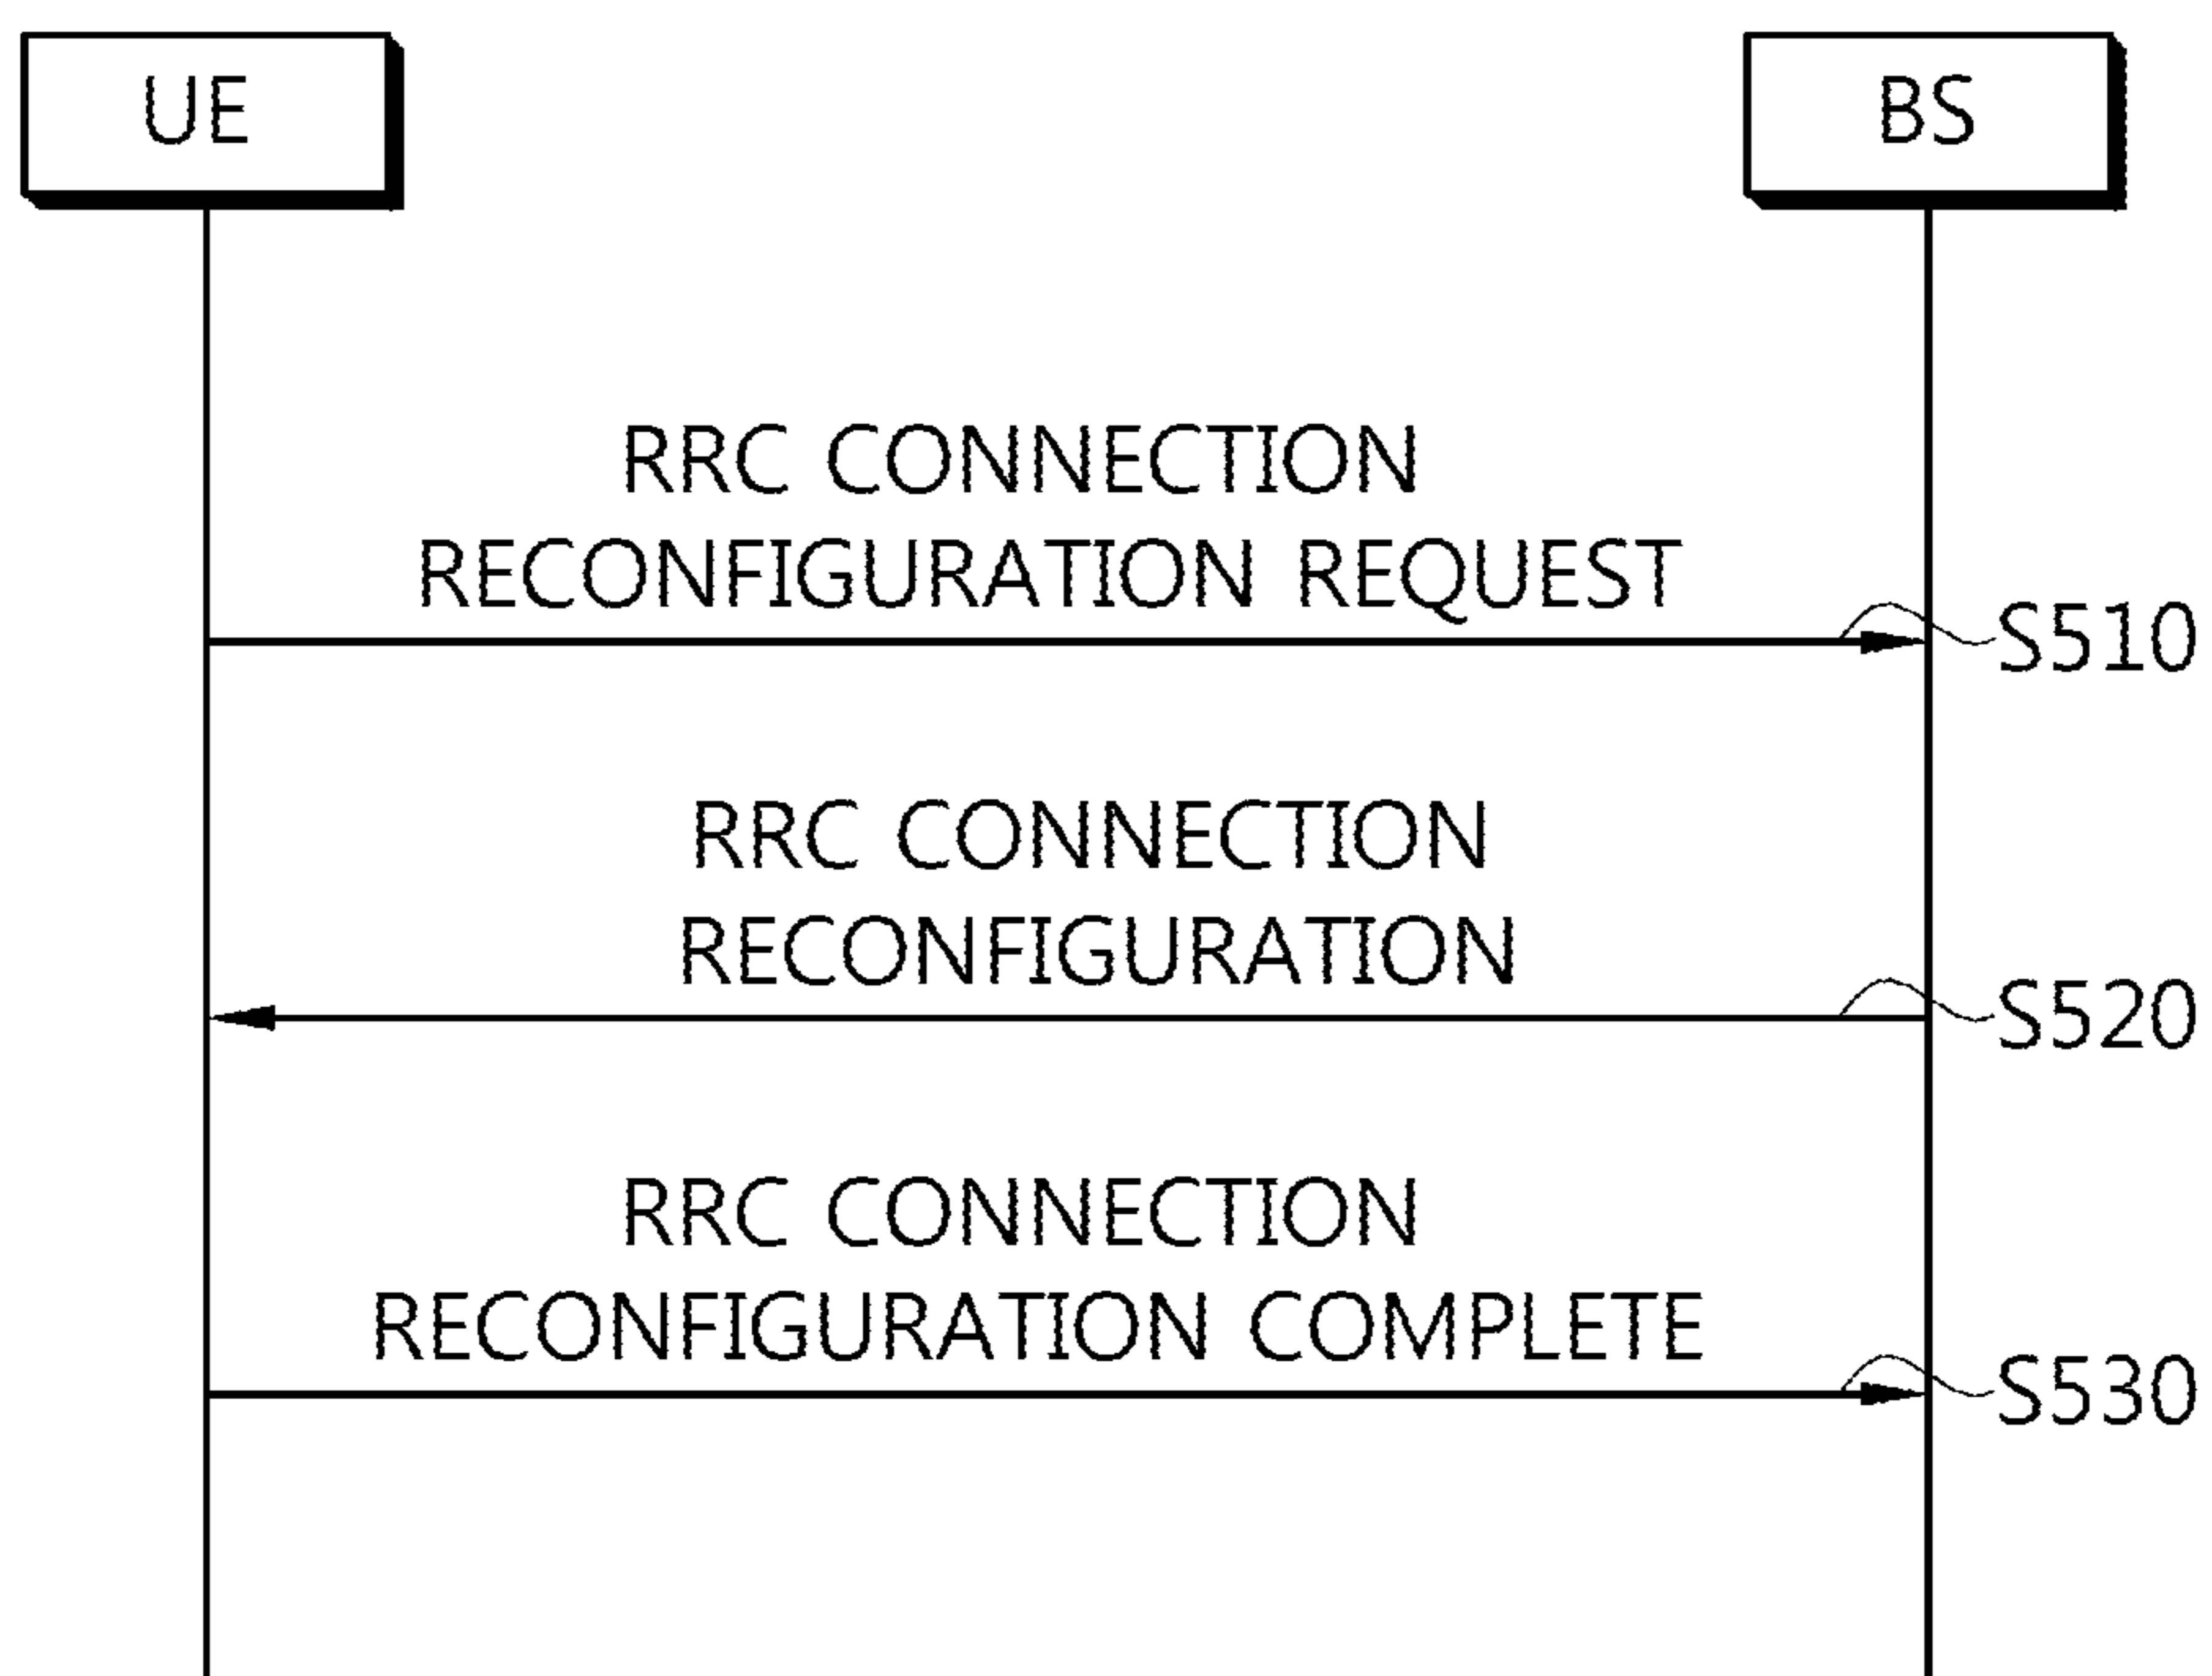 UE
BS
RRC CONNECTION
RECONFIGURATION REQUEST
S510
RRC CONNECTION
RECONFIGURATION
S520
RRC CONNECTION
RECONFIGURATION COMPLETE
S530